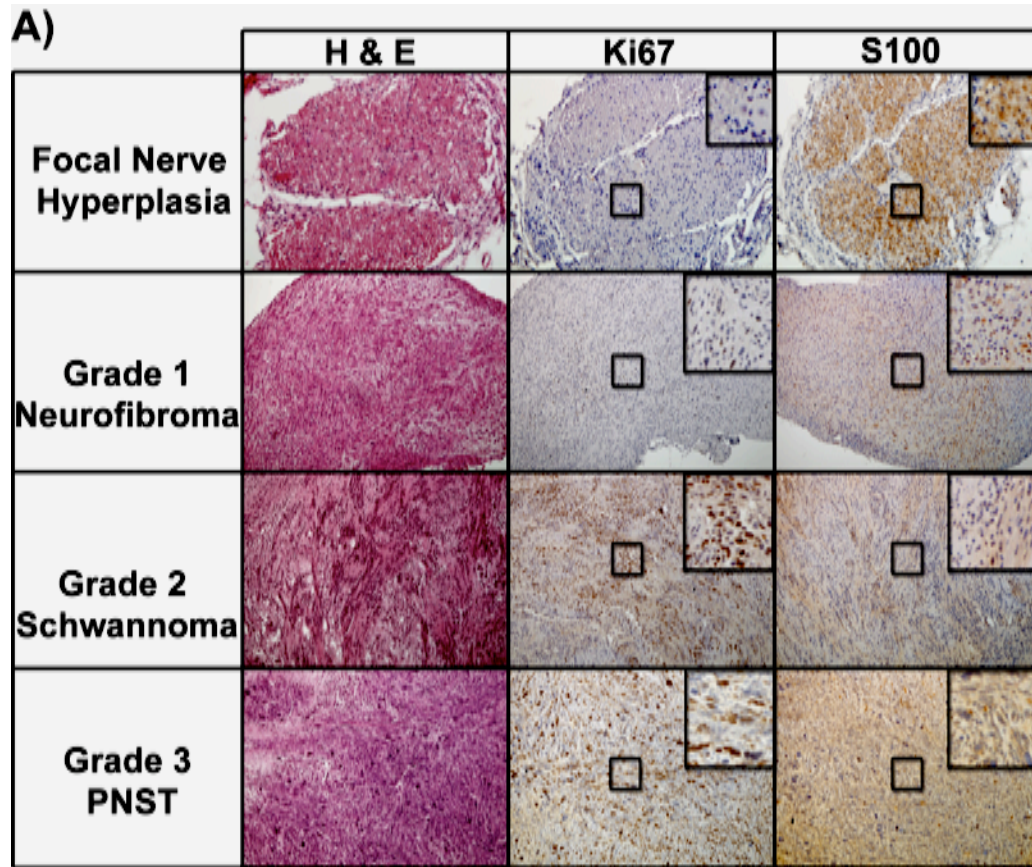 A)
H & E Ki67 S100
Focal Nerve
Hyperplasia
Grade 1
Neurofibroma
Grade 2
Schwannoma
Grade 3
PNST